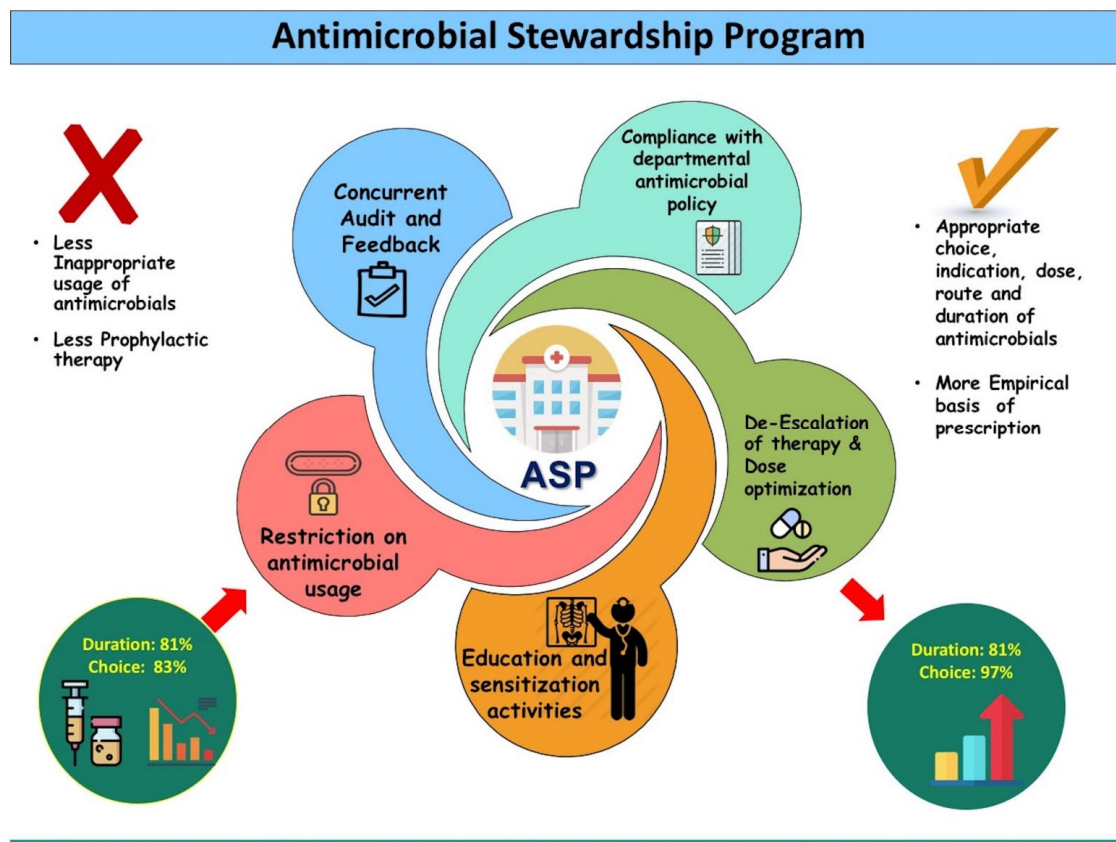 Antimicrobial Stewardship Program
• Less
Inappropriate
usage of
antimicrobials
• Less Prophylactic
therapy
Concurrent
Audit and
Feedback
Compliance with
departmental
antimicrobial
policy
• Appropriate
choice,
indication, dose,
route and
duration of
antimicrobials
• More Empirical
basis of
prescription
ASP
De-Escalation
of therapy &
Dose
optimization
Restriction on
antimicrobial
usage
Education and
sensitization
activities
Duration: 81%
Choice: 83%
Duration: 81%
Choice: 97%